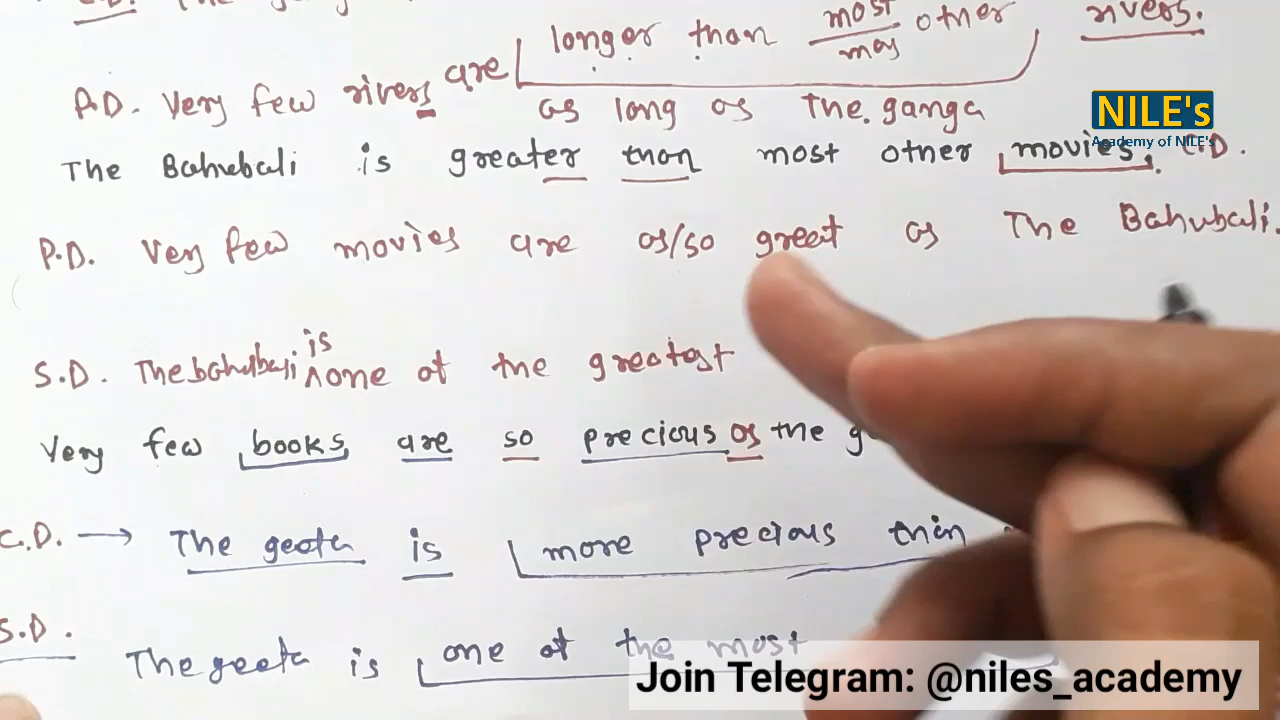 longer than most other rivers.
may
P.D. Very few rivers are
as long as The ganga
NILE's
Academy of NILE's
The Bahubali is greater than most other movies. C.D.
P.D. Very few movies are as/so great as The Bahubali.
is
S.D. The bahubali ^ one of the greatest
Very few books are so precious as the
C.D. → The geeta is more precious than
S.D. The geeta is one of the most
Join Telegram: @niles_academy